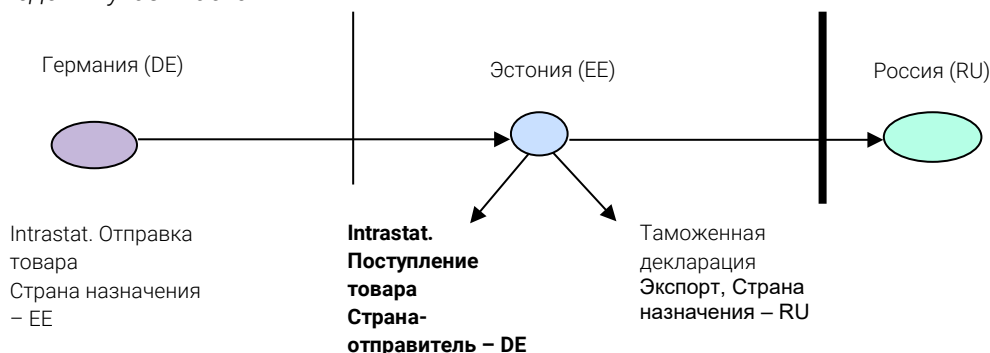 Германия (DE)
Эстония (EE)
Россия (RU)
Intrastat. Отправка
товара
Страна назначения
– EE
Intrastat.
Поступление
товара
Страна-
отправитель – DE
Таможенная
декларация
Экспорт, Страна
назначения – RU